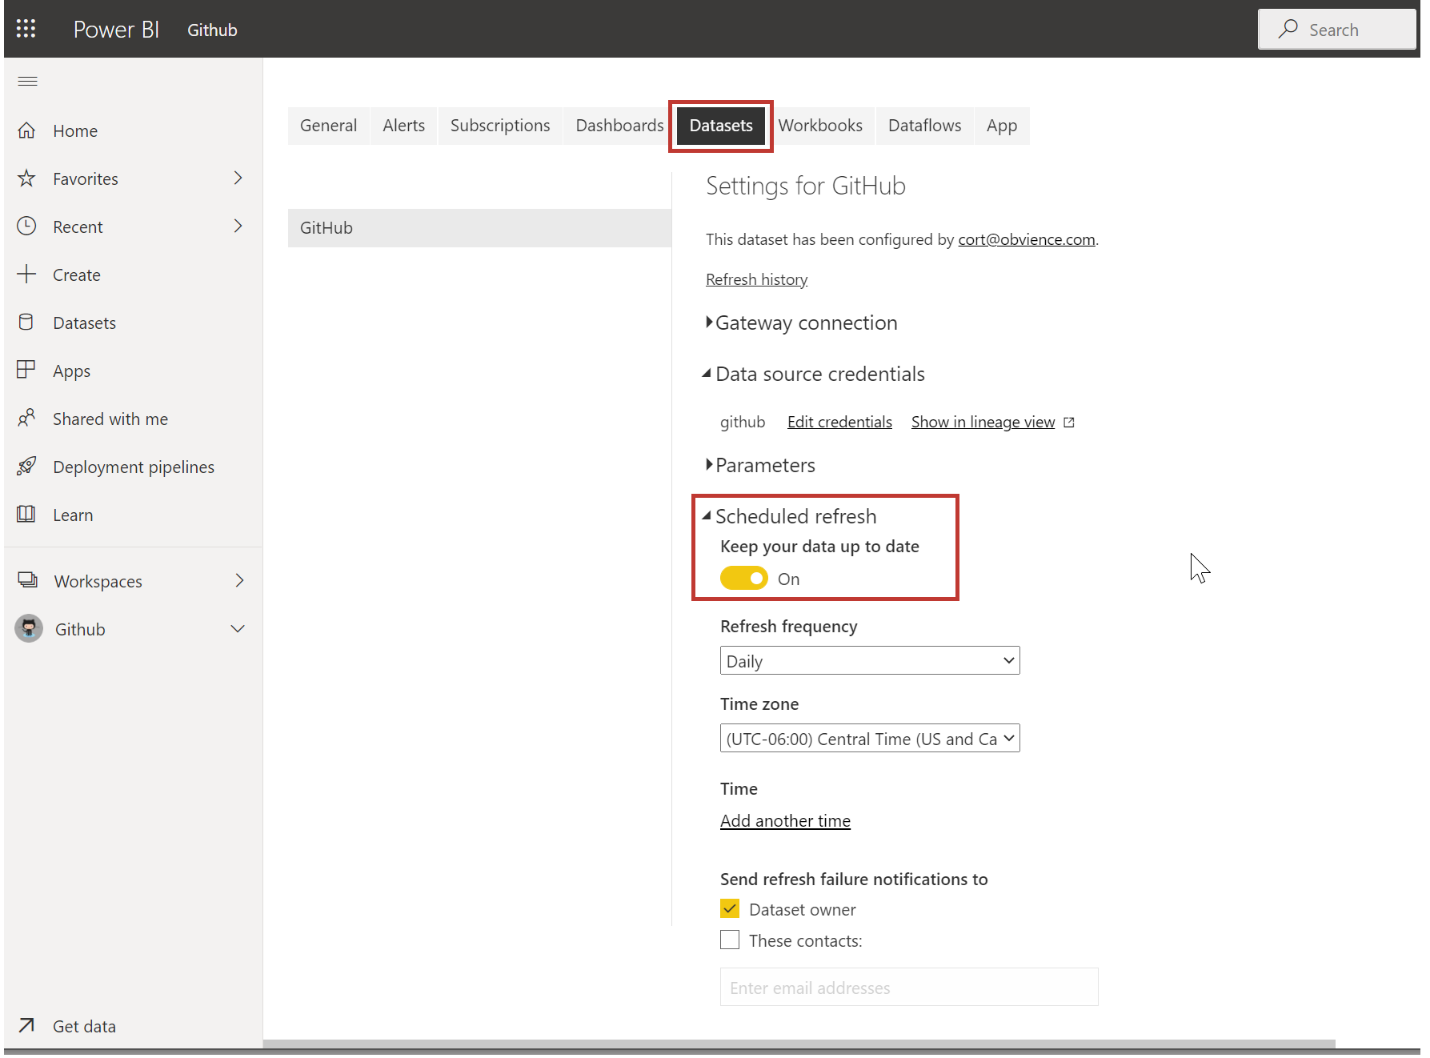 Power BI Github
Search
Home
Favorites
Recent
Create
Datasets
Apps
Shared with me
Deployment pipelines
Learn
Workspaces
Github
Get data
General Alerts Subscriptions Dashboards Datasets Workbooks Dataflows App
GitHub
Settings for GitHub
This dataset has been configured by cort@obvience.com.
Refresh history
Gateway connection
Data source credentials
github Edit credentials Show in lineage view
Parameters
Scheduled refresh
Keep your data up to date
On
Refresh frequency
Daily
Time zone
(UTC-06:00) Central Time (US and Ca
Time
Add another time
Send refresh failure notifications to
Dataset owner
These contacts:
Enter email addresses